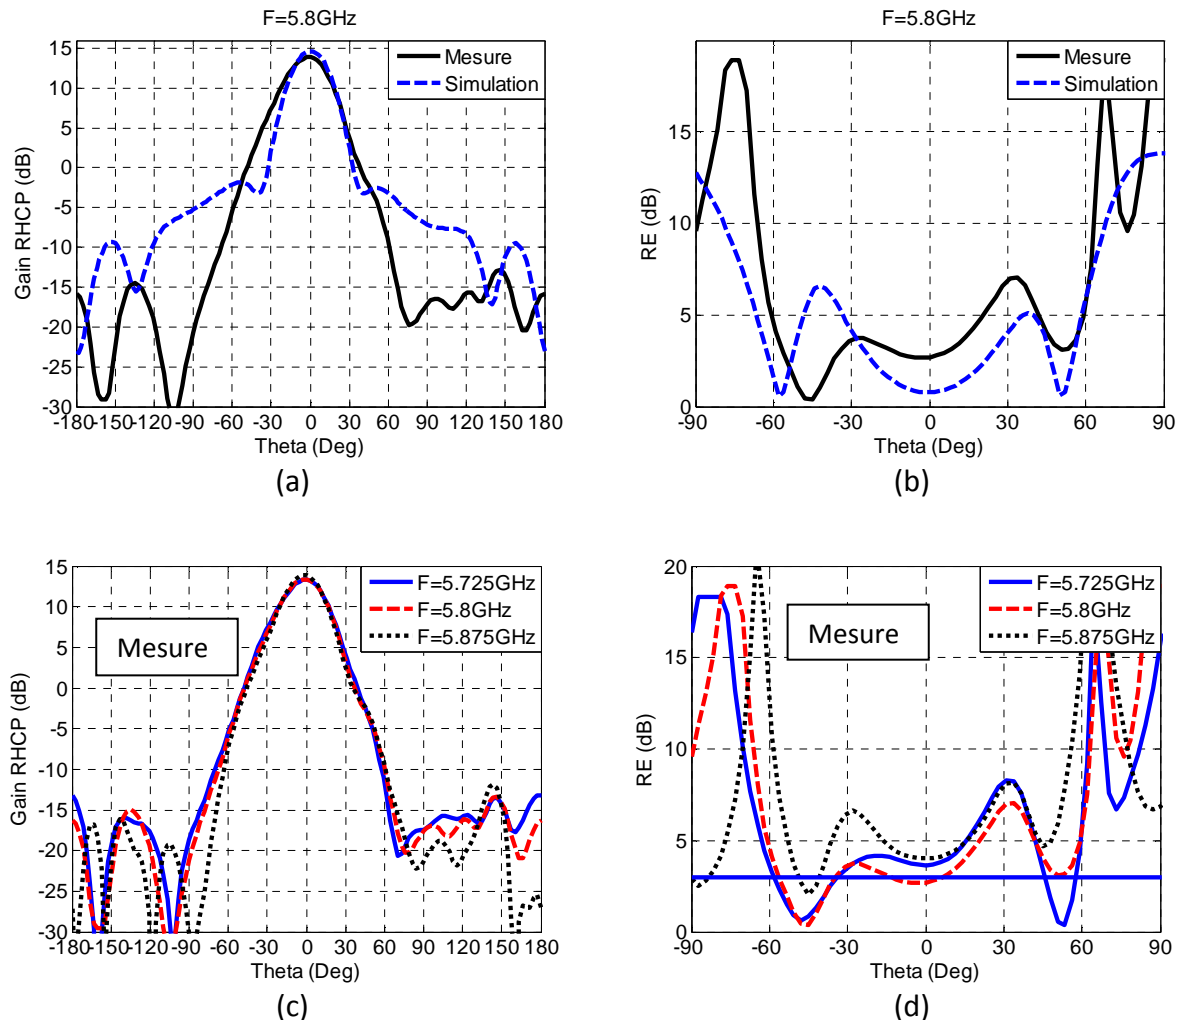 F=5.8GHz
Mesure
Simulation
Gain RHCP (dB)
15
10
5
0
-5
-10
-15
-20
-25
-30
-180-150-120 -90 -60 -30 0 30 60 90 120 150 180
Theta (Deg)
(a)
F=5.8GHz
Mesure
Simulation
RE (dB)
15
10
5
0
-90 -60 -30 0 30 60 90
Theta (Deg)
(b)
F=5.725GHz
F=5.8GHz
F=5.875GHz
Mesure
Gain RHCP (dB)
15
10
5
0
-5
-10
-15
-20
-25
-30
-180-150-120 -90 -60 -30 0 30 60 90 120 150 180
Theta (Deg)
(c)
F=5.725GHz
F=5.8GHz
F=5.875GHz
Mesure
RE (dB)
20
15
10
5
0
-90 -60 -30 0 30 60 90
Theta (Deg)
(d)